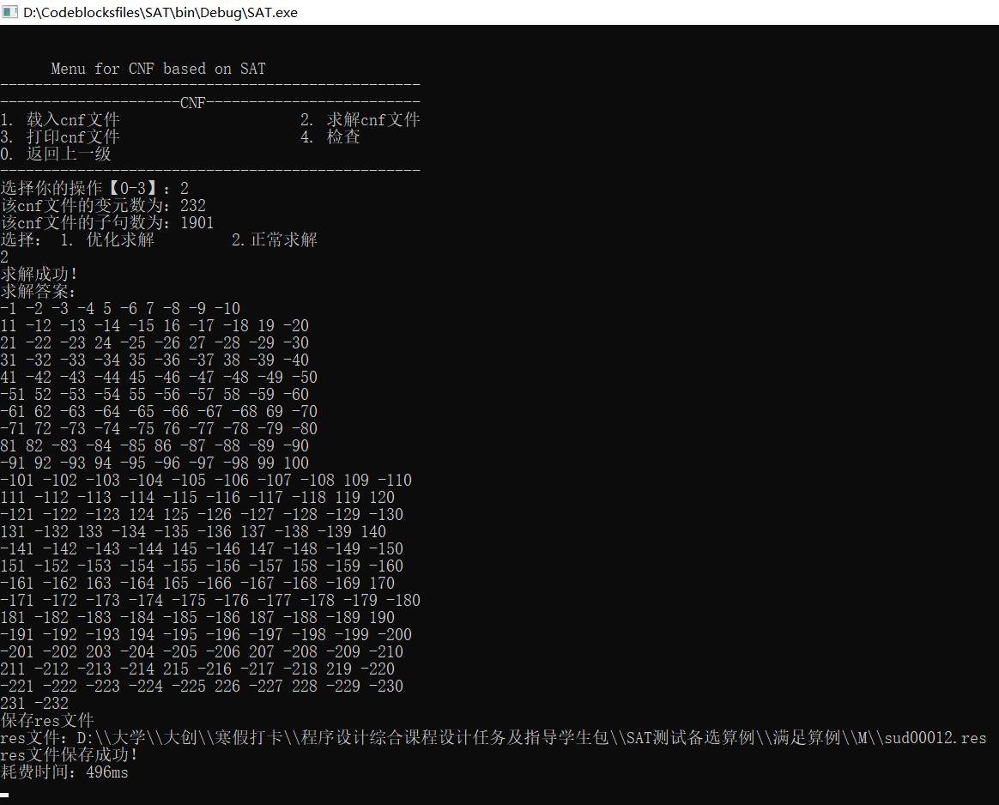 D:\Codeblocksfiles\SAT\bin\Debug\SAT.exe
Menu for CNF based on SAT
-------------------------------------------------
---------------------CNF-------------------------
1. 载入cnf文件                     2. 求解cnf文件
3. 打印cnf文件                     4. 检查
0. 返回上一级
-------------------------------------------------
选择你的操作【0-3】: 2
该cnf文件的变元数为: 232
该cnf文件的子句数为: 1901
选择:  1. 优化求解         2.正常求解
2
求解成功!
求解答案:
-1 -2 -3 -4 5 -6 7 -8 -9 -10
11 -12 -13 -14 -15 16 -17 -18 19 -20
21 -22 -23 24 -25 -26 27 -28 -29 -30
31 -32 -33 -34 35 -36 -37 38 -39 -40
41 -42 -43 -44 45 -46 -47 -48 -49 -50
-51 52 -53 -54 55 -56 -57 58 -59 -60
-61 62 -63 -64 -65 -66 -67 -68 69 -70
-71 72 -73 -74 -75 76 -77 -78 -79 -80
81 82 -83 -84 -85 86 -87 -88 -89 -90
-91 92 -93 94 -95 -96 -97 -98 99 100
-101 -102 -103 -104 -105 -106 -107 -108 109 -110
111 -112 -113 -114 -115 -116 -117 -118 119 120
-121 -122 -123 124 125 -126 -127 -128 -129 -130
131 -132 133 -134 -135 -136 137 -138 -139 140
-141 -142 -143 -144 145 -146 147 -148 -149 -150
151 -152 -153 -154 -155 -156 -157 158 -159 -160
-161 -162 163 -164 165 -166 -167 -168 -169 170
-171 -172 -173 -174 -175 -176 -177 -178 -179 -180
181 -182 -183 -184 -185 -186 187 -188 -189 190
-191 -192 -193 194 -195 -196 -197 -198 -199 -200
-201 -202 203 -204 -205 -206 207 -208 -209 -210
211 -212 -213 -214 215 -216 -217 -218 219 -220
-221 -222 -223 -224 -225 226 -227 228 -229 -230
231 -232
保存res文件
res文件: D:\\大学\\大创\\寒假打卡\\程序设计综合课程设计任务及指导学生包\\SAT测试备选算例\\满足算例\\M\\sud00012.res
res文件保存成功!
耗费时间: 496ms